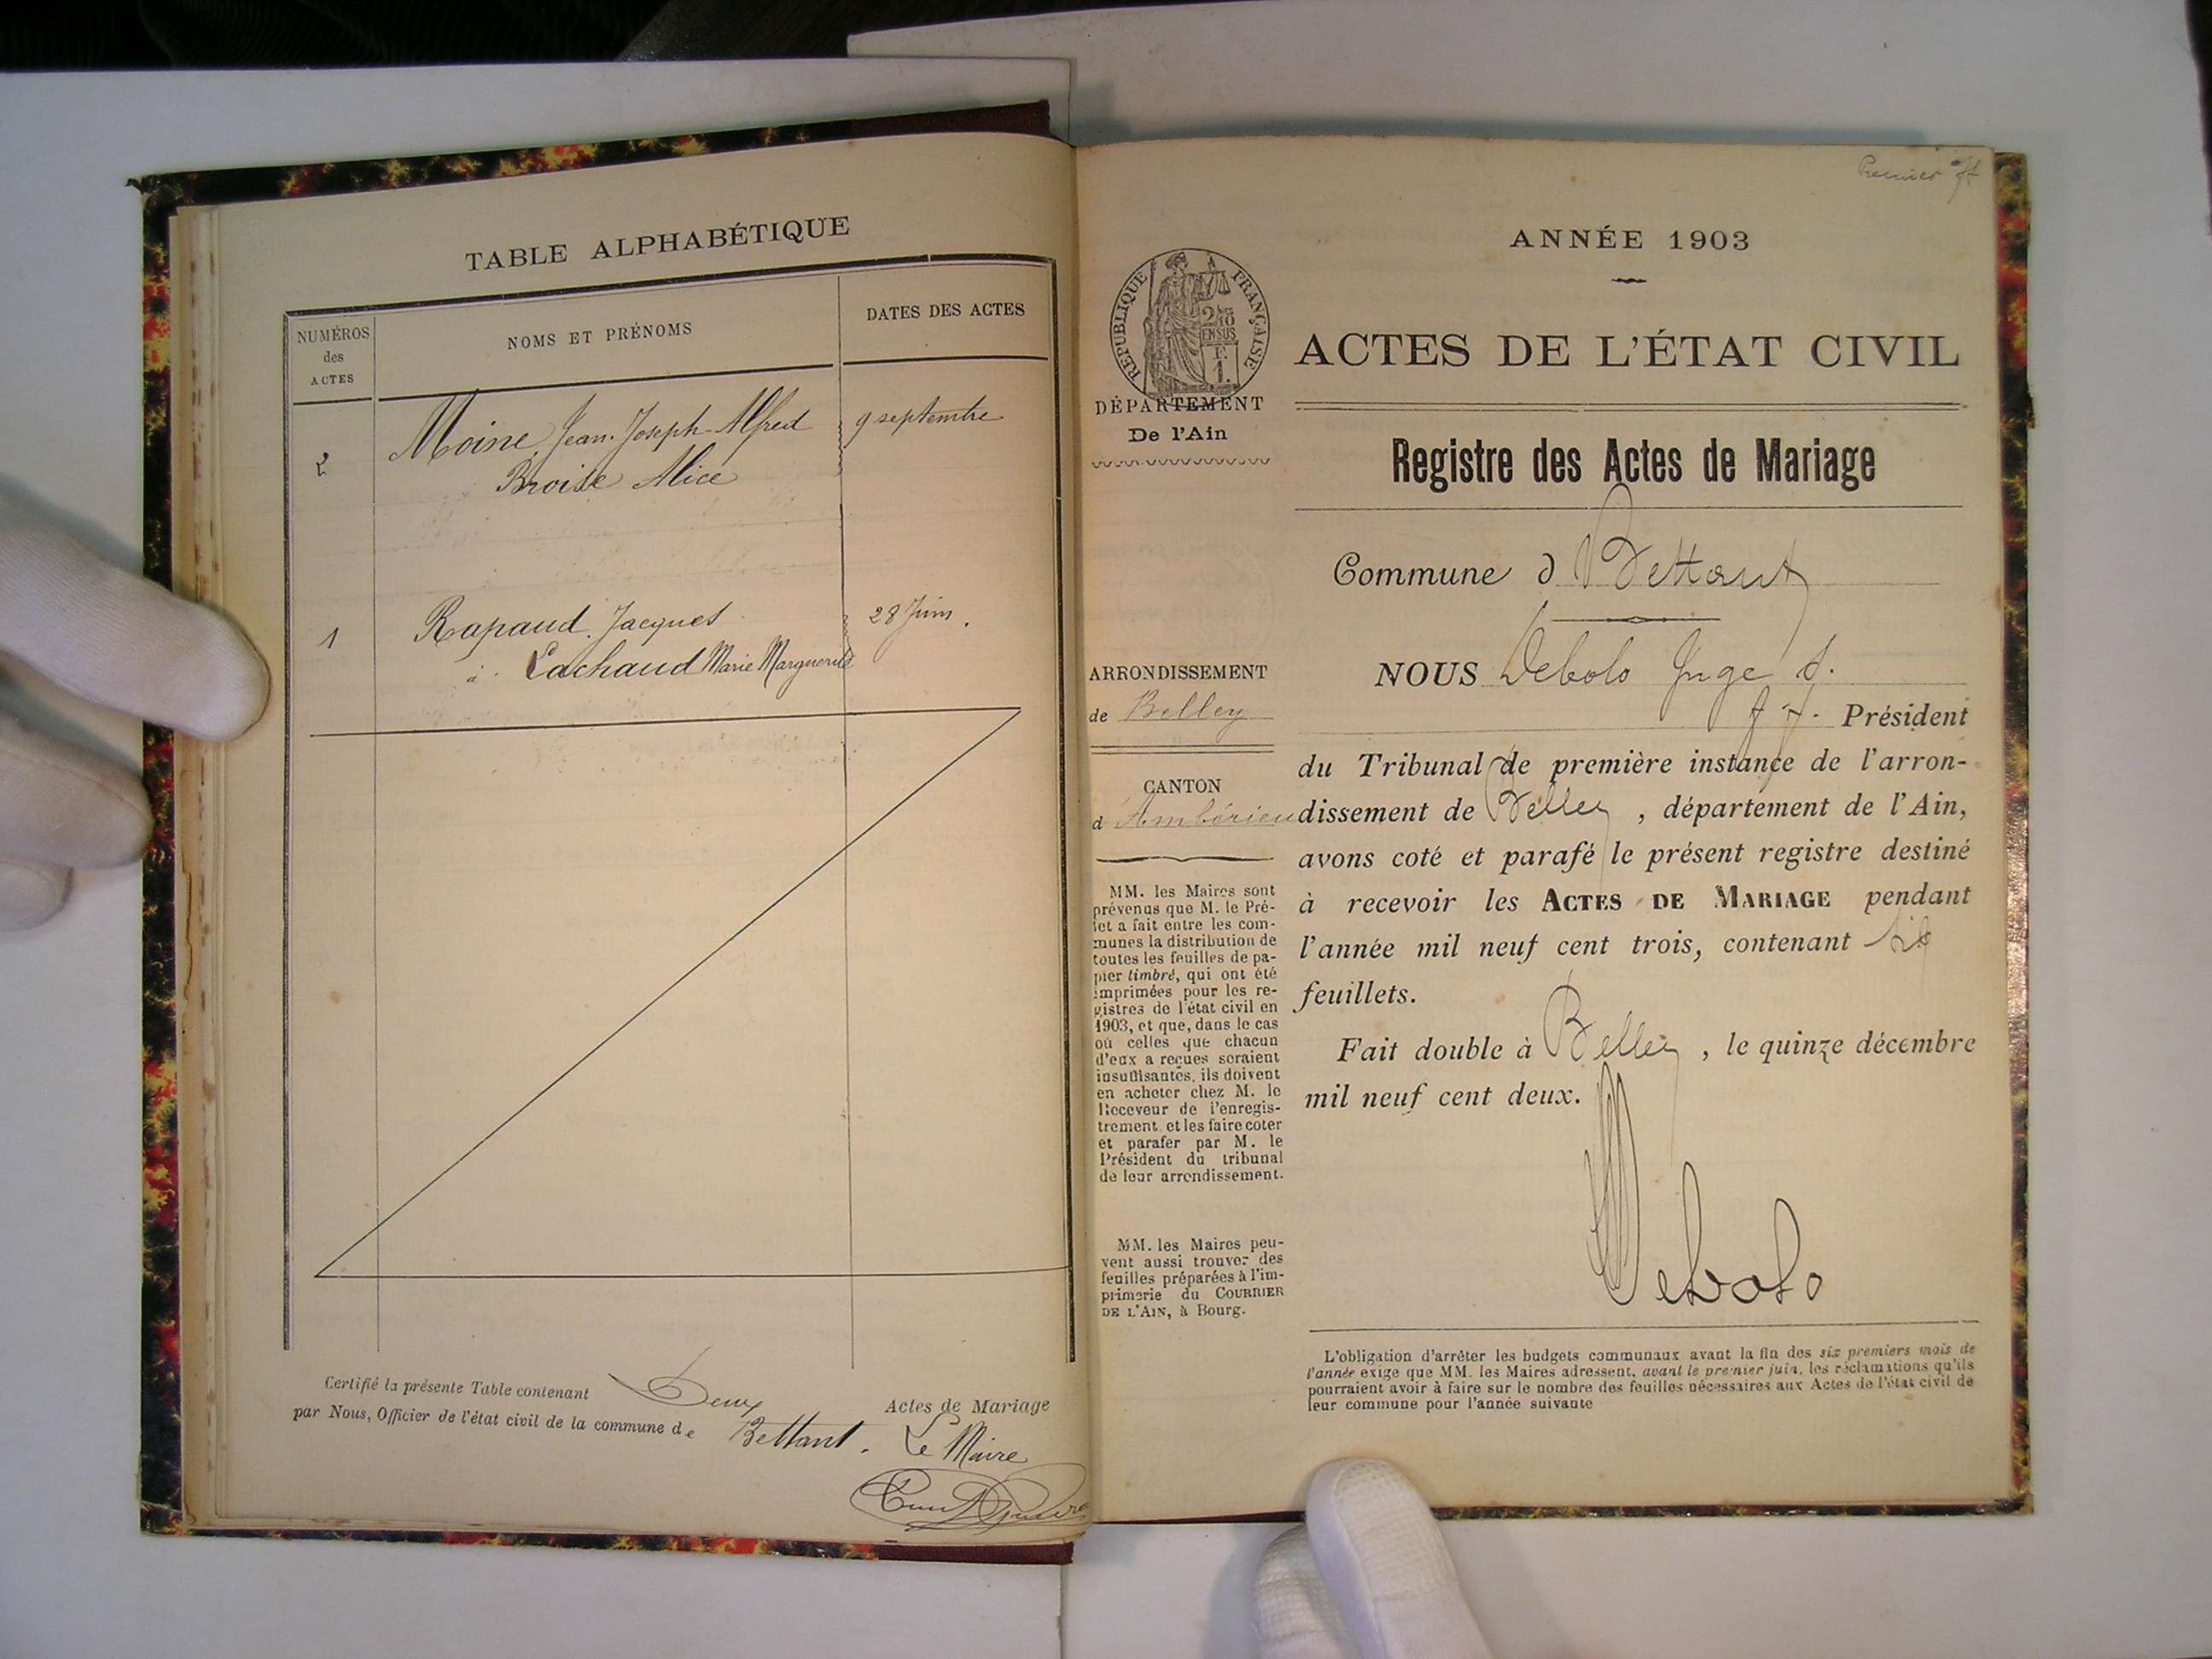 TABLE ALPHABÉTIQUE
NUMÉROS
des
ACTES
NOMS ET PRÉNOMS
DATES DES ACTES
2
Moine Jean-Joseph-Alfred
9 septembre
Broise Alice
1
Rapaud Jacques
28 Juin.
à Lachaud Marie Marguerite
Certifié la présente Table contenant Deux Actes de Mariage
par Nous, Officier de l'état civil de la commune de Bettant.
Le Maire
Premier
ANNÉE 1903
RÉPUBLIQUE FRANÇAISE
ACTES DE L'ÉTAT CIVIL
DÉPARTEMENT
De l'Ain
Registre des Actes de Mariage
Commune d Bettant
ARRONDISSEMENT
de Belley
CANTON
d'Ambérieu
MM. les Maires sont
prévenus que M. le Pré-
fet a fait entre les com-
munes la distribution de
toutes les feuilles de pa-
pier timbré, qui ont été
imprimées pour les re-
gistres de l'état civil en
1903, et que, dans le cas
où celles que chacun
d'eux a reçues seraient
insuffisantes, ils doivent
en acheter chez M. le
Receveur de l'enregis-
trement et les faire coter
et parafer par M. le
Président du tribunal
de leur arrondissement.
MM. les Maires peu-
vent aussi trouver des
feuilles préparées à l'im-
primerie du COURRIER
DE L'AIN, à Bourg.
NOUS Debolo Juge d.
ff. Président
du Tribunal de première instance de l'arron-
dissement de Belley, département de l'Ain,
avons coté et parafé le présent registre destiné
à recevoir les ACTES DE MARIAGE pendant
l'année mil neuf cent trois, contenant
feuillets.
Fait double à Belley, le quinze décembre
mil neuf cent deux.
Debolo
L'obligation d'arrêter les budgets communaux avant la fin des six premiers mois de
l'année exige que MM. les Maires adressent, avant le premier juin, les réclamations qu'ils
pourraient avoir à faire sur le nombre des feuilles nécessaires aux Actes de l'état civil de
leur commune pour l'année suivante